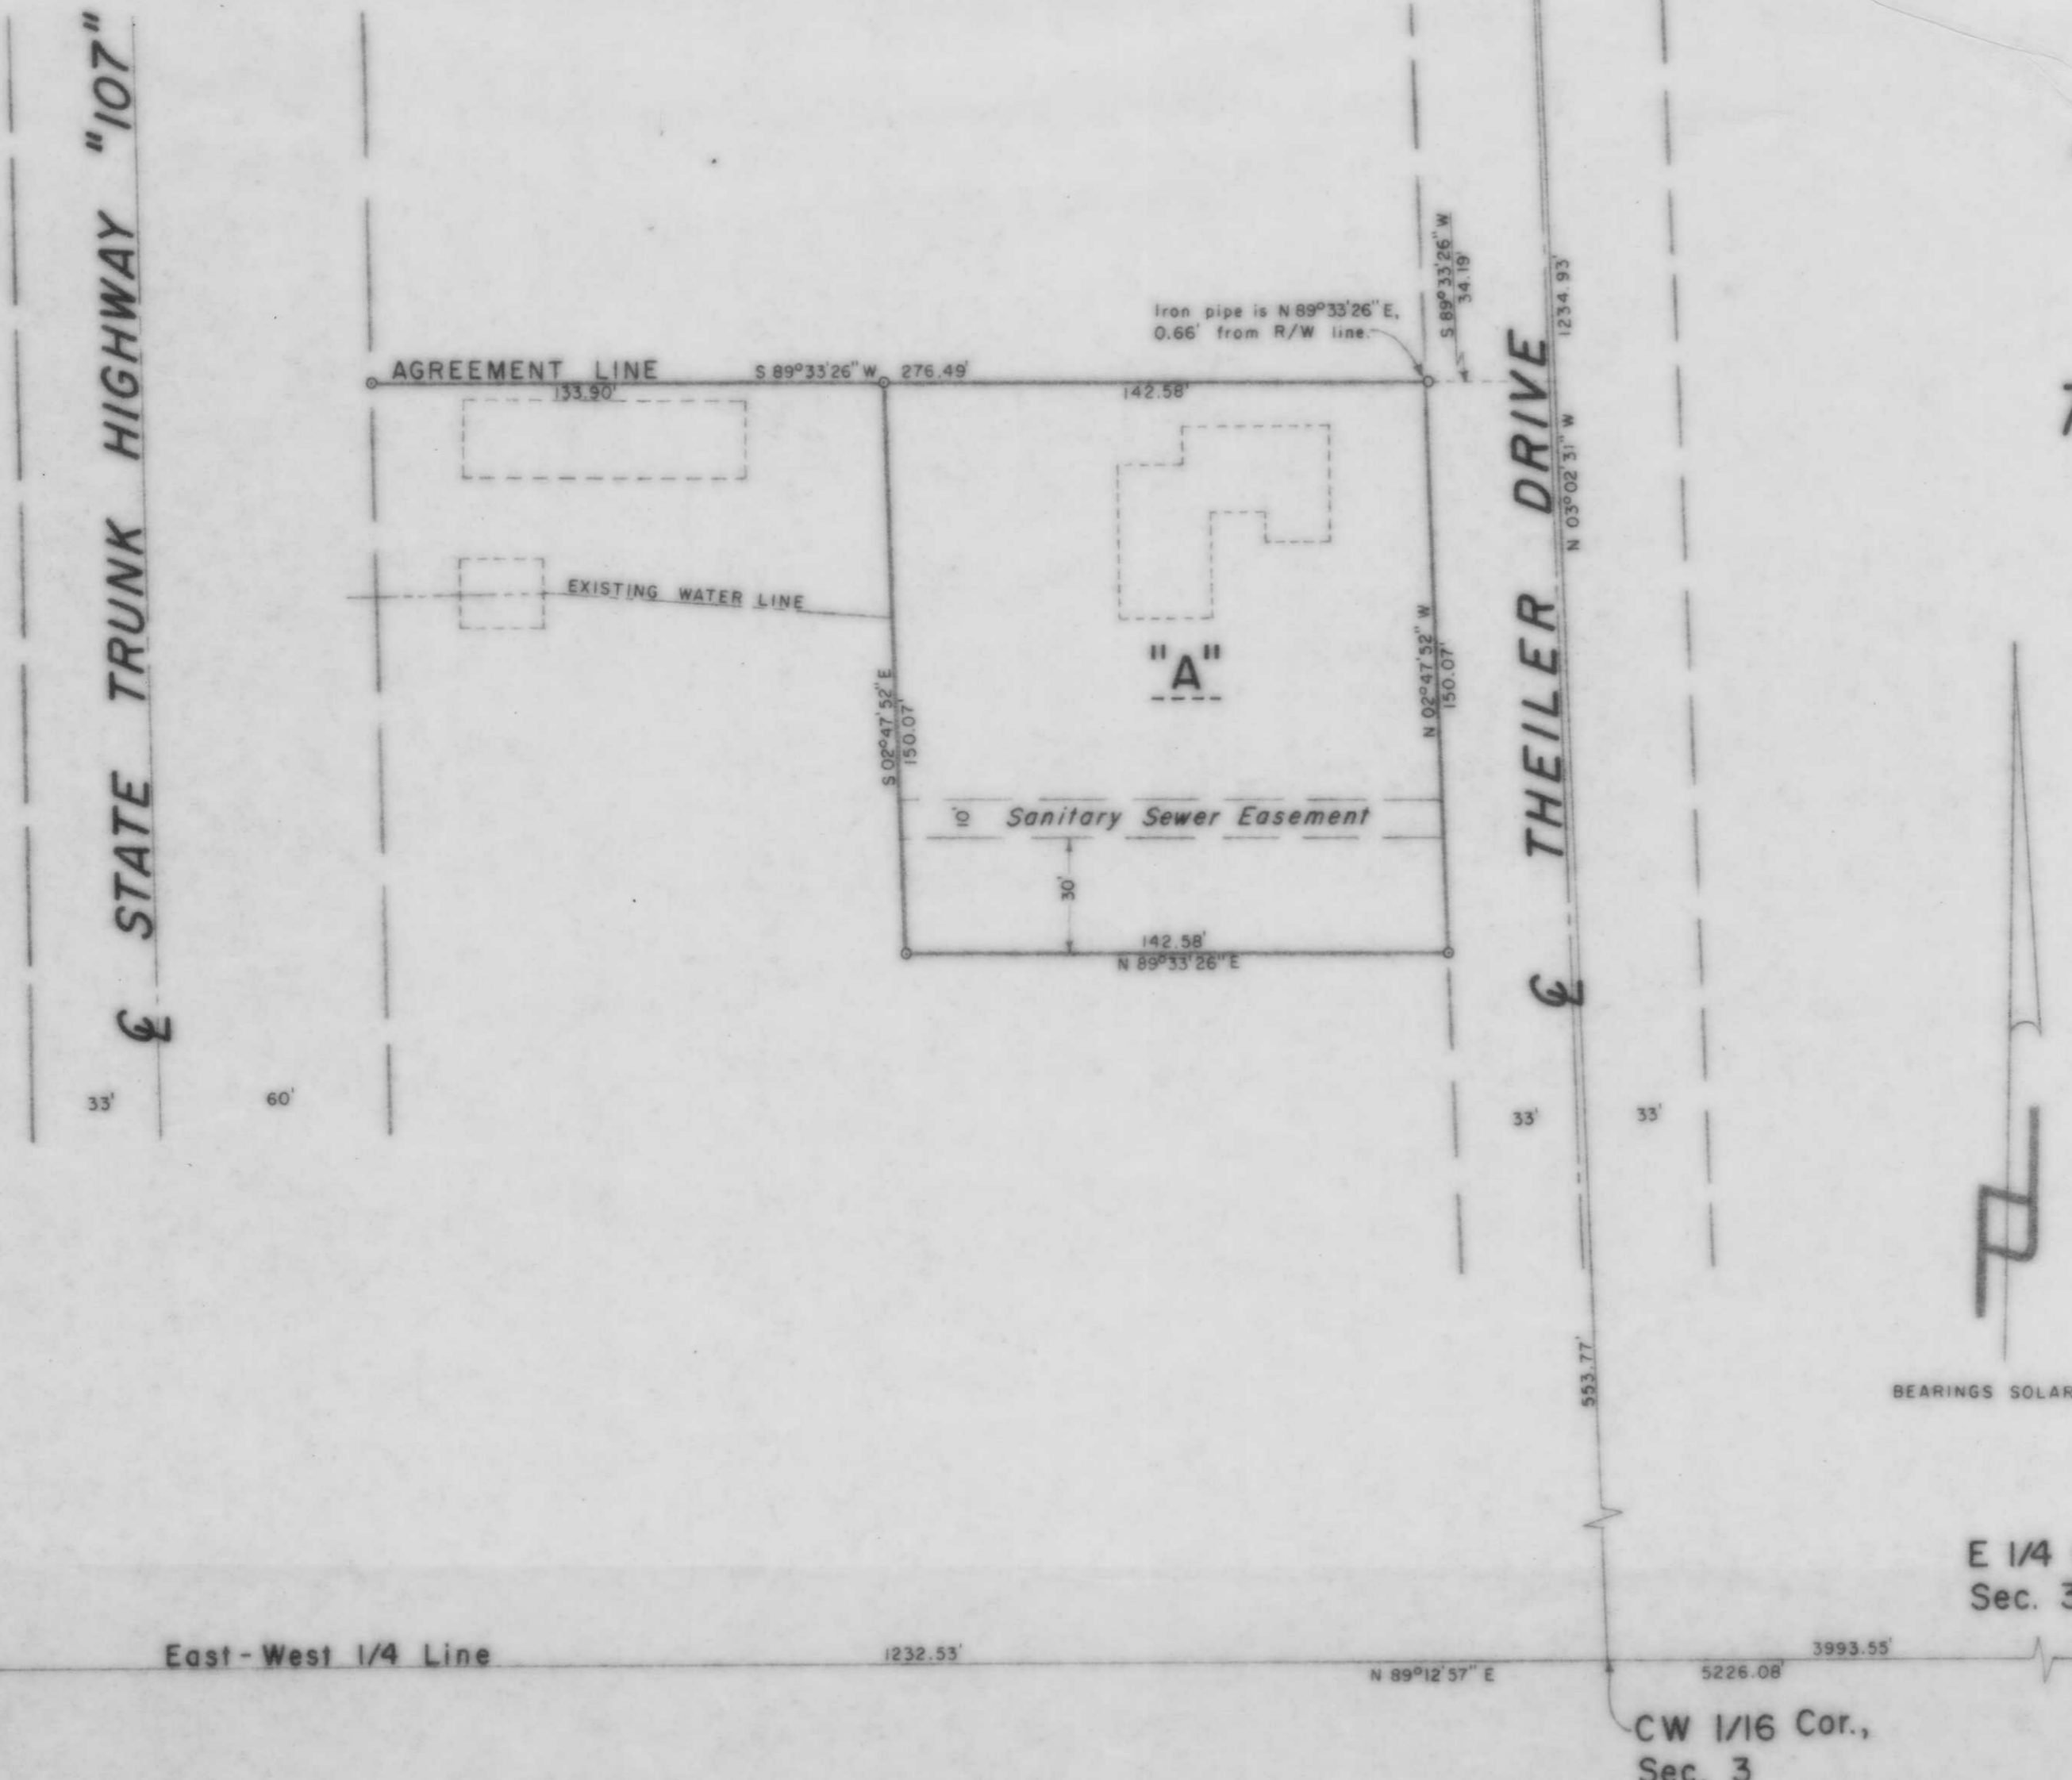 STATE TRUNK HIGHWAY "107"
AGREEMENT LINE
S 89°33'26" W
276.49'
133.90'
142.58'
Iron pipe is N 89°33'26" E,
0.66' from R/W line.
S 89°33'26" W
34.19'
1234.93'
N 03°02'31" W
THEILER DRIVE
EXISTING WATER LINE
"A"
S 02°47'52" E
150.07'
N 02°47'52" W
150.07'
10'
Sanitary Sewer Easement
30'
142.58'
N 89°33'26" E
33'
60'
33'
33'
553.77'
BEARINGS SOLAR
E 1/4
Sec. 3
East-West 1/4 Line
1232.53'
N 89°12'57" E
3993.55'
5226.08'
CW 1/16 Cor.,
Sec. 3